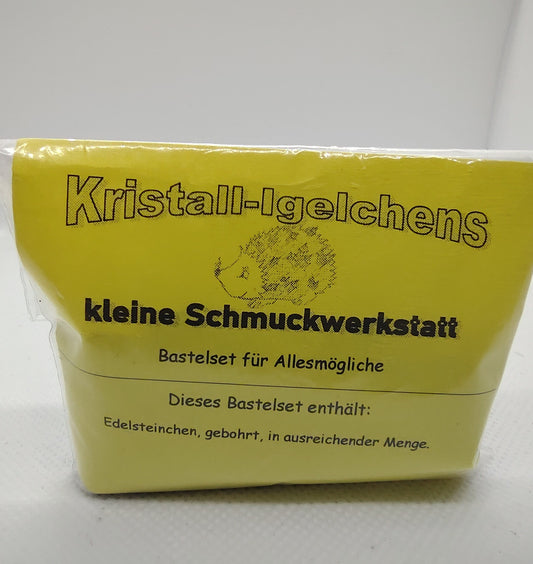 Kristall-Igelchens
kleine Schmuckwerkstatt
Bastelset für Allesmögliche
Dieses Bastelset enthält:
Edelsteinchen, gebohrt, in ausreichender Menge.